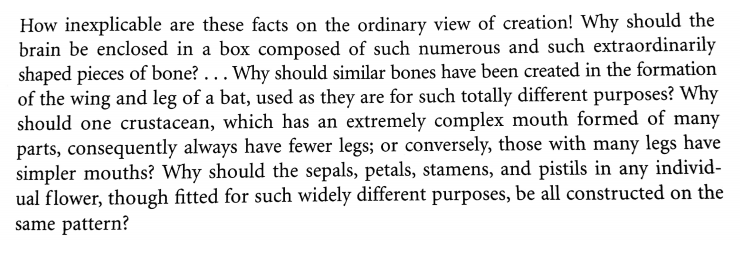 How inexplicable are these facts on the ordinary view of creation! Why should the
brain be enclosed in a box composed of such numerous and such extraordinarily
shaped pieces of bone? . . . Why should similar bones have been created in the formation
of the wing and leg of a bat, used as they are for such totally different purposes? Why
should one crustacean, which has an extremely complex mouth formed of many
parts, consequently always have fewer legs; or conversely, those with many legs have
simpler mouths? Why should the sepals, petals, stamens, and pistils in any individ-
ual flower, though fitted for such widely different purposes, be all constructed on the
same pattern?